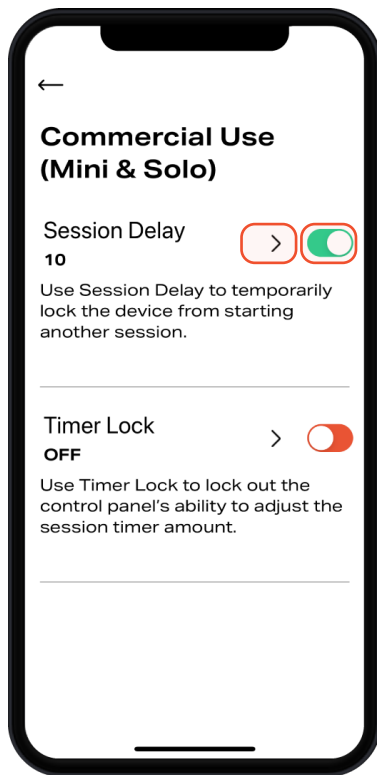 Commercial Use
(Mini & Solo)
Session Delay
10
Use Session Delay to temporarily
lock the device from starting
another session.
Timer Lock
OFF
Use Timer Lock to lock out the
control panel's ability to adjust the
session timer amount.